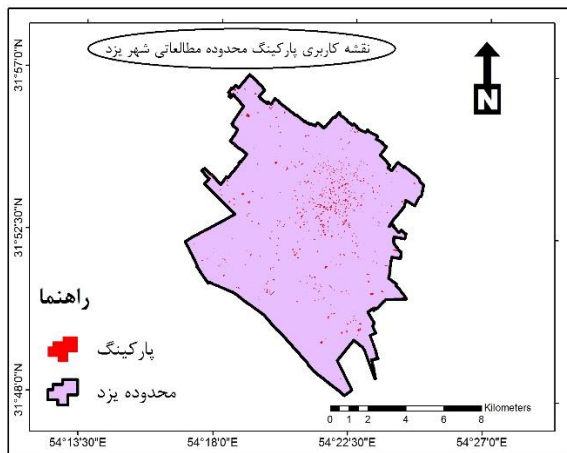 نقشه کاربری پارکینگ محدوده مطالعاتی شهر یزد
N
31°57'0"N
31°52'30"N
31°48'0"N
راهنما
پارکینگ
محدوده یزد
Kilometers
0 1 2 4 6 8
54°13'30"E 54°18'0"E 54°22'30"E 54°27'0"E